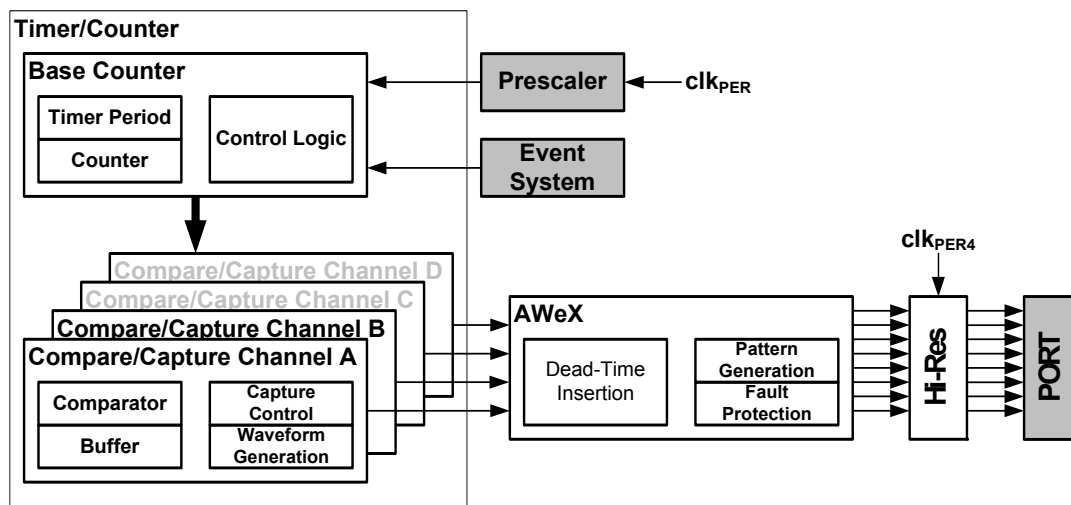 Timer/Counter
Base Counter
Timer Period
Counter
Control Logic
Prescaler
clkPER
Event
System
Compare/Capture Channel D
Compare/Capture Channel C
Compare/Capture Channel B
Compare/Capture Channel A
Comparator
Buffer
Capture
Control
Waveform
Generation
AWeX
Dead-Time
Insertion
Pattern
Generation
Fault
Protection
clkPER4
Hi-Res
PORT